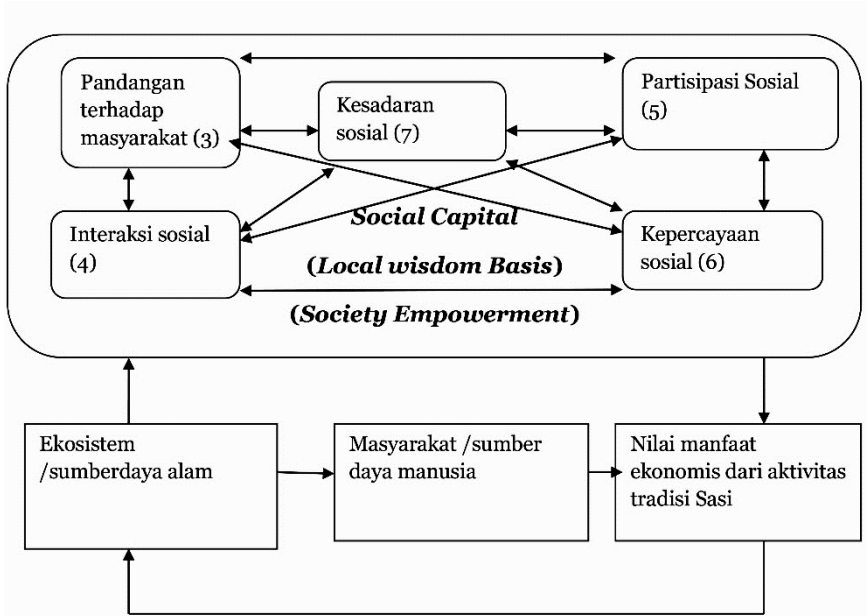 Pandangan
terhadap
masyarakat (3)
Kesadaran
sosial (7)
Partisipasi Sosial
(5)
Interaksi sosial
(4)
Social Capital
(Local wisdom Basis)
(Society Empowerment)
Kepercayaan
sosial (6)
Ekosistem
/sumberdaya alam
Masyarakat /sumber
daya manusia
Nilai manfaat
ekonomis dari aktivitas
tradisi Sasi